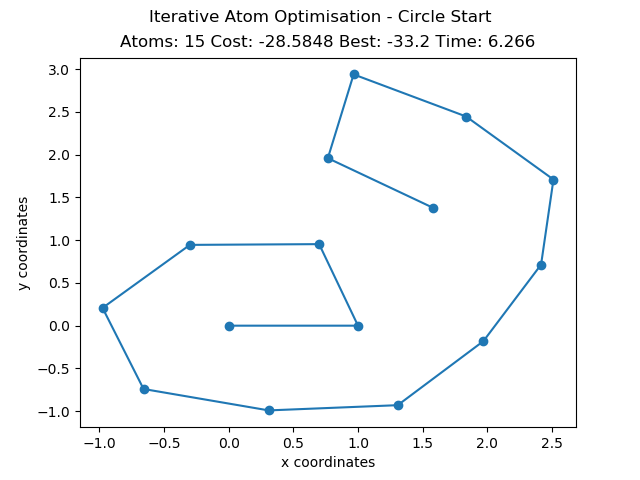 Iterative Atom Optimisation - Circle Start
Atoms: 15 Cost: -28.5848 Best: -33.2 Time: 6.266
3.0
2.5
2.0
1.5
1.0
0.5
0.0
−0.5
−1.0
y coordinates
−1.0 −0.5 0.0 0.5 1.0 1.5 2.0 2.5
x coordinates